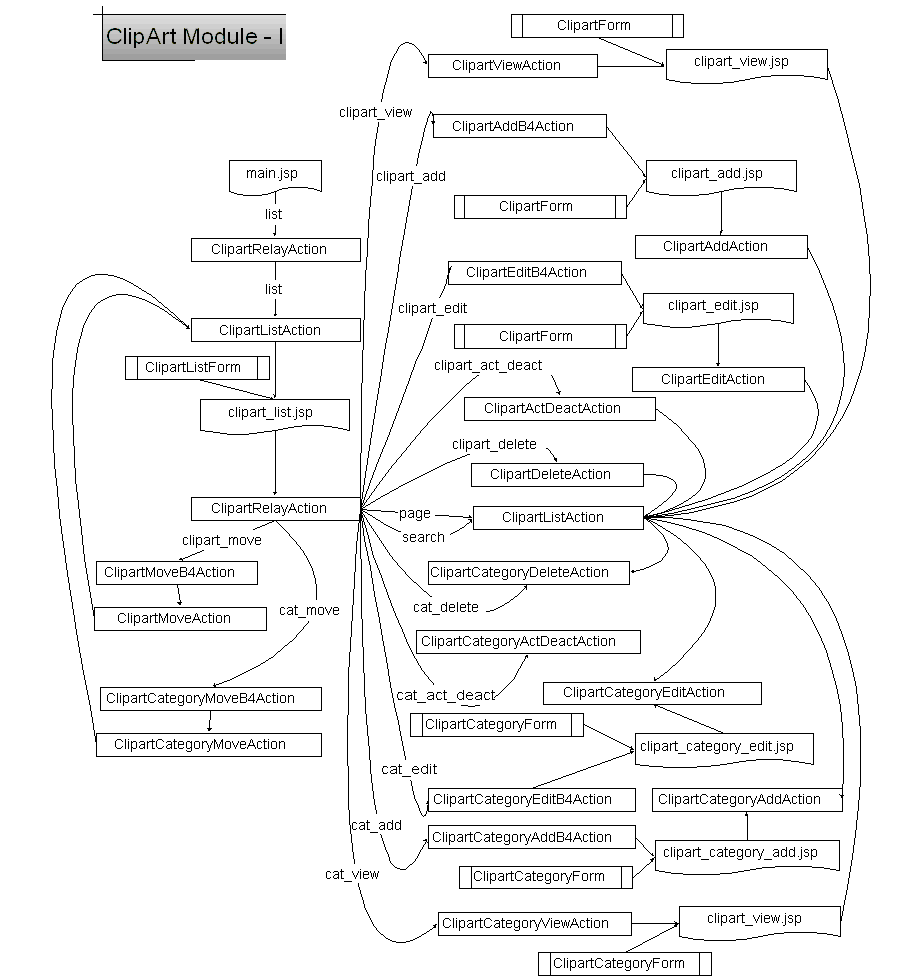 ClipArt Module - I
ClipartForm
ClipartViewAction
clipart_view.jsp
clipart_view
ClipartAddB4Action
main.jsp
clipart_add
clipart_add.jsp
list
ClipartForm
ClipartRelayAction
ClipartAddAction
list
ClipartEditB4Action
clipart_edit
clipart_edit.jsp
ClipartListAction
ClipartForm
ClipartListForm
clipart_act_deact
ClipartEditAction
clipart_list.jsp
ClipartActDeactAction
clipart_delete
ClipartDeleteAction
ClipartRelayAction
page
ClipartListAction
search
clipart_move
ClipartMoveB4Action
ClipartCategoryDeleteAction
cat_move
cat_delete
ClipartMoveAction
ClipartCategoryActDeactAction
ClipartCategoryMoveB4Action
cat_act_deact
ClipartCategoryEditAction
ClipartCategoryForm
ClipartCategoryMoveAction
clipart_category_edit.jsp
cat_edit
ClipartCategoryEditB4Action
ClipartCategoryAddAction
cat_add
ClipartCategoryAddB4Action
clipart_category_add.jsp
cat_view
ClipartCategoryForm
ClipartCategoryViewAction
clipart_view.jsp
ClipartCategoryForm